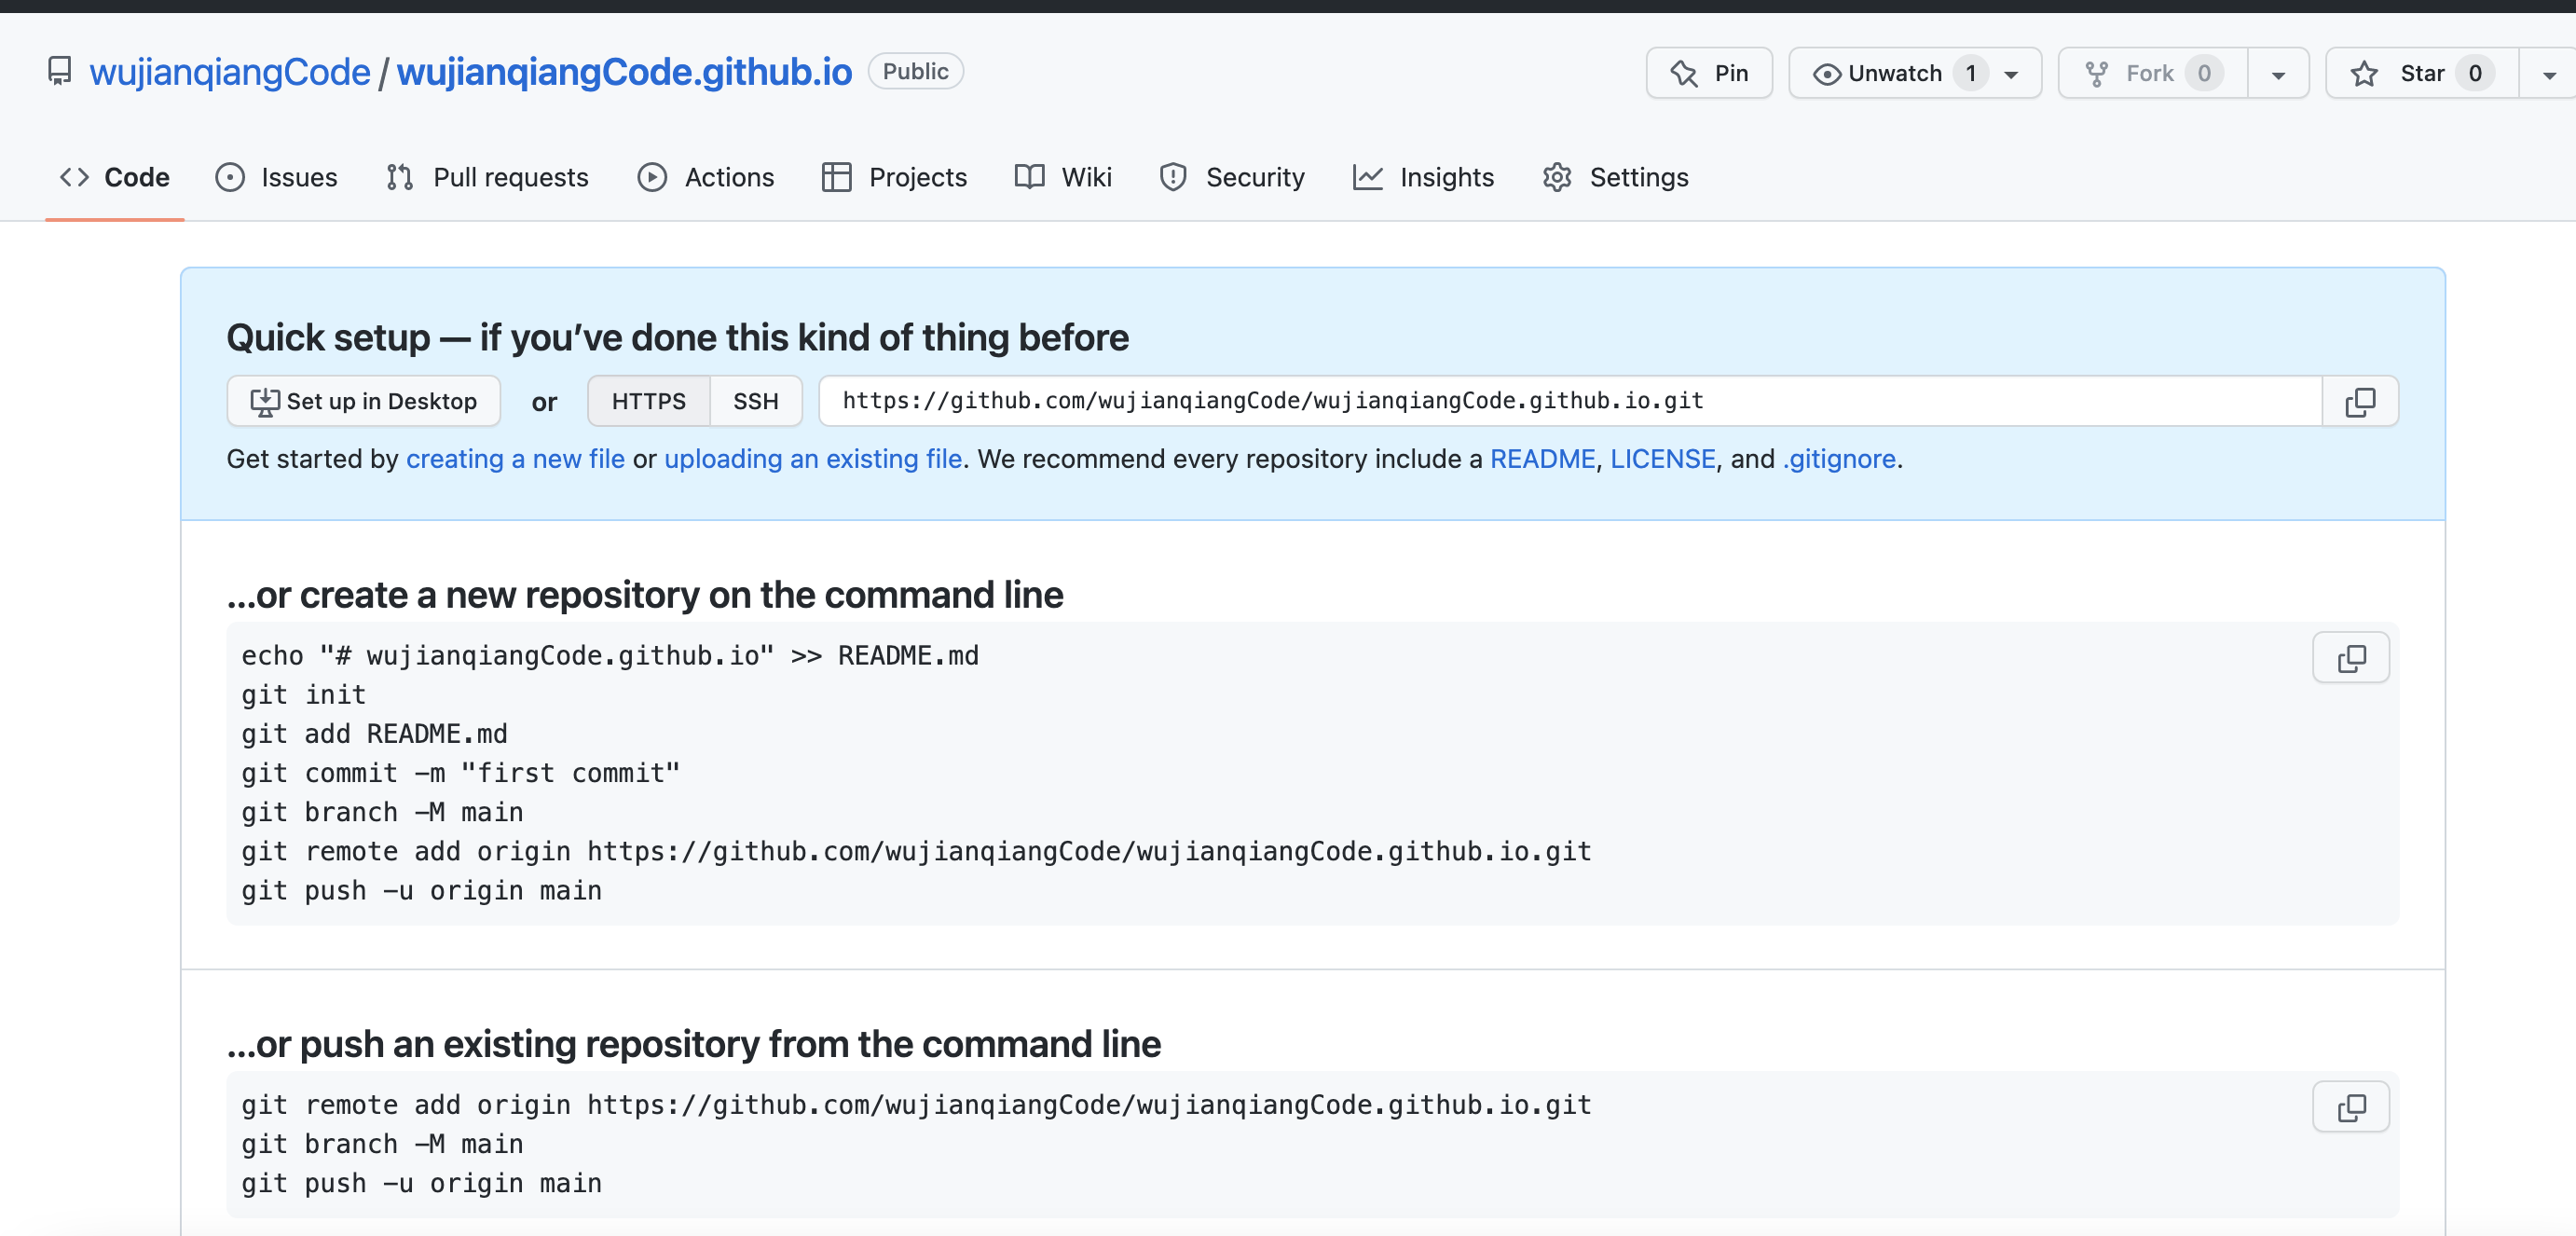 wujianqiangCode / wujianqiangCode.github.io Public
Pin Unwatch 1 Fork 0 Star 0
Code Issues Pull requests Actions Projects Wiki Security Insights Settings
Quick setup — if you’ve done this kind of thing before
Set up in Desktop or HTTPS SSH https://github.com/wujianqiangCode/wujianqiangCode.github.io.git
Get started by creating a new file or uploading an existing file. We recommend every repository include a README, LICENSE, and .gitignore.
…or create a new repository on the command line
echo "# wujianqiangCode.github.io" >> README.md
git init
git add README.md
git commit -m "first commit"
git branch -M main
git remote add origin https://github.com/wujianqiangCode/wujianqiangCode.github.io.git
git push -u origin main
…or push an existing repository from the command line
git remote add origin https://github.com/wujianqiangCode/wujianqiangCode.github.io.git
git branch -M main
git push -u origin main